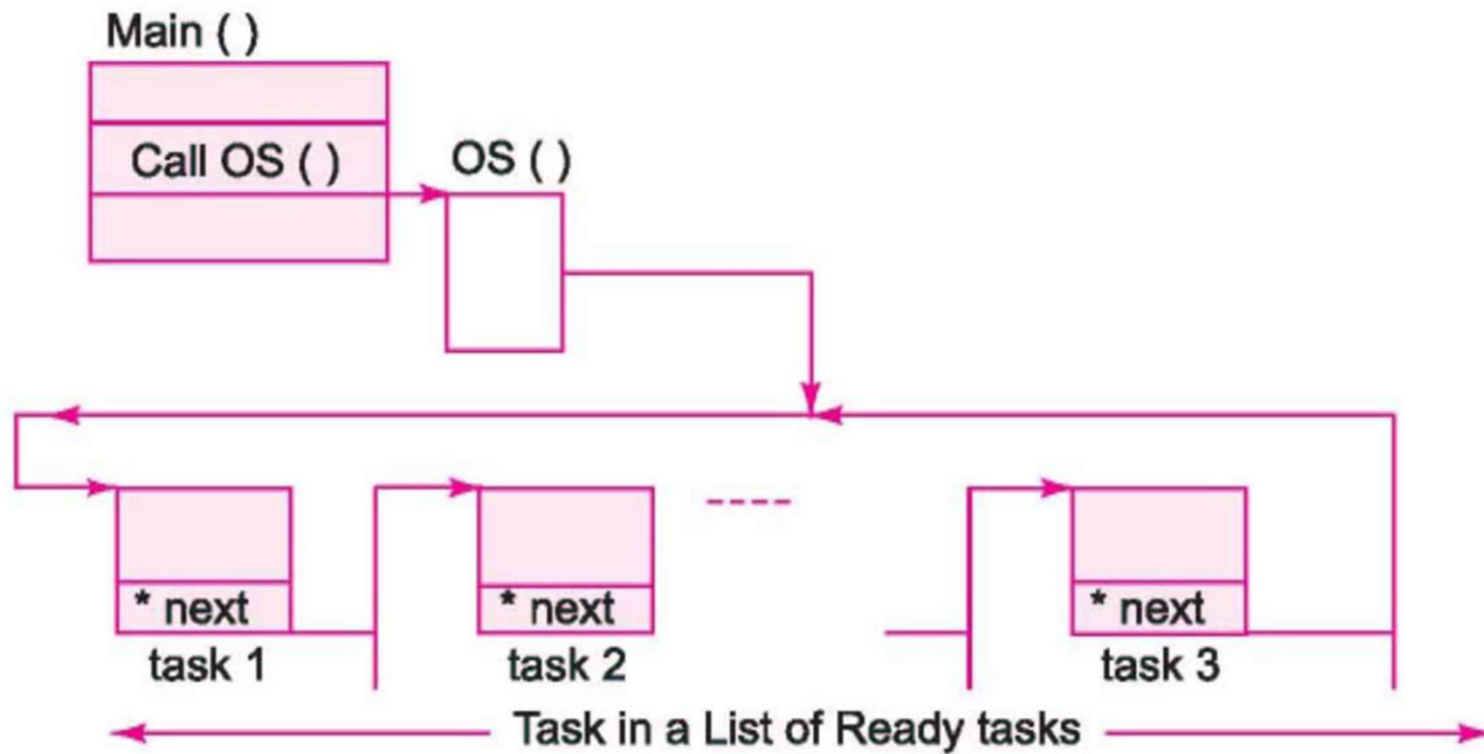 Main ( )
Call OS ( )
OS ( )
----
* next
* next
* next
task 1
task 2
task 3
Task in a List of Ready tasks